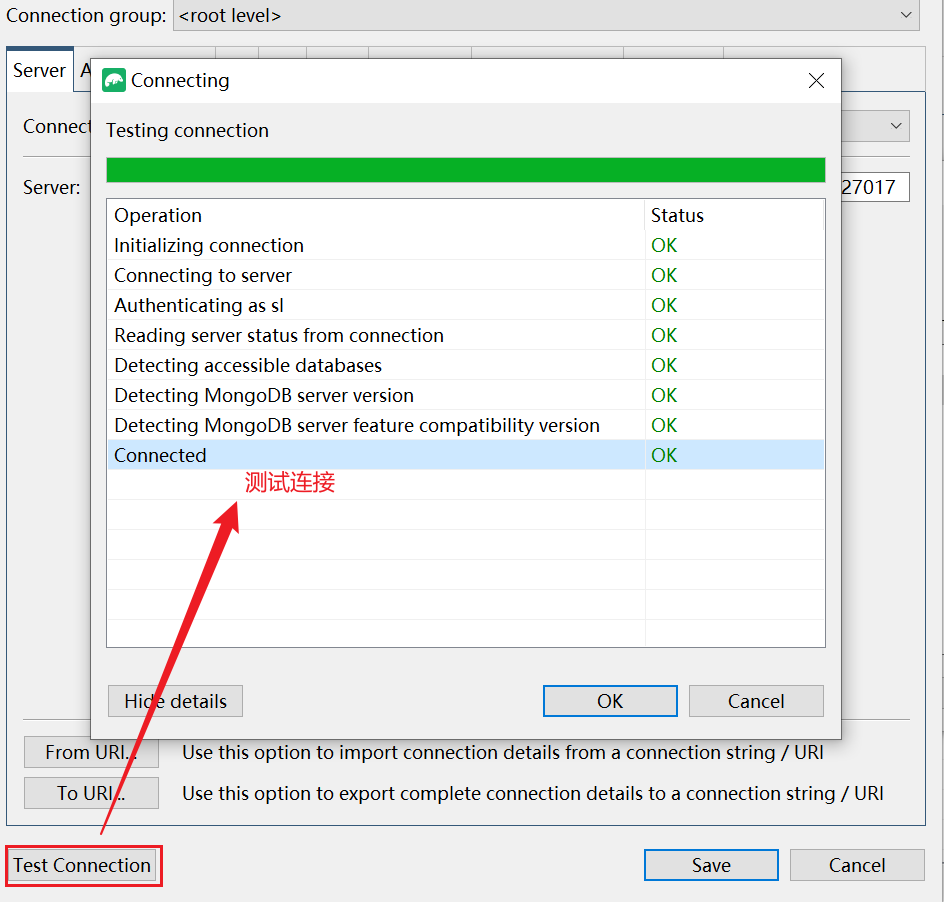 Connection group: <root level>
Server
Connecting
Testing connection
Server: 27017
Operation Status
Initializing connection OK
Connecting to server OK
Authenticating as sl OK
Reading server status from connection OK
Detecting accessible databases OK
Detecting MongoDB server version OK
Detecting MongoDB server feature compatibility version OK
Connected OK
测试连接
Hide details OK Cancel
From URI... Use this option to import connection details from a connection string / URI
To URI... Use this option to export complete connection details to a connection string / URI
Test Connection Save Cancel